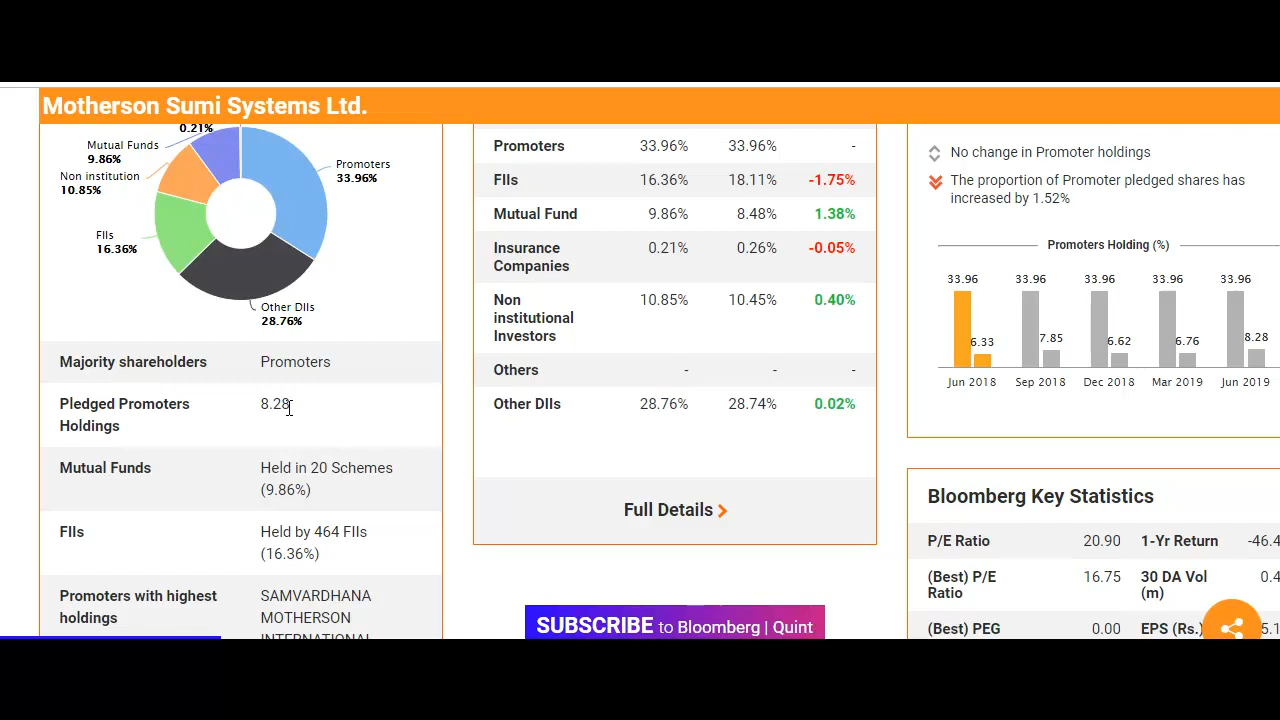 Motherson Sumi Systems Ltd.
0.21%
Mutual Funds
9.86%
Non institution
10.85%
Promoters
33.96%
FIIs
16.36%
Other DIIs
28.76%
Majority shareholders Promoters
Pledged Promoters 8.28
Holdings
Mutual Funds Held in 20 Schemes
(9.86%)
FIIs Held by 464 FIIs
(16.36%)
Promoters with highest SAMVARDHANA
holdings MOTHERSON
INTERNATIONAL
Promoters 33.96% 33.96% -
FIIs 16.36% 18.11% -1.75%
Mutual Fund 9.86% 8.48% 1.38%
Insurance 0.21% 0.26% -0.05%
Companies
Non 10.85% 10.45% 0.40%
institutional
Investors
Others - - -
Other DIIs 28.76% 28.74% 0.02%
Full Details
SUBSCRIBE to Bloomberg | Quint
No change in Promoter holdings
The proportion of Promoter pledged shares has
increased by 1.52%
Promoters Holding (%)
33.96 33.96 33.96 33.96 33.96
6.33 7.85 6.62 6.76 8.28
Jun 2018 Sep 2018 Dec 2018 Mar 2019 Jun 2019
Bloomberg Key Statistics
P/E Ratio 20.90 1-Yr Return -46.4
(Best) P/E 16.75 30 DA Vol 0.4
Ratio (m)
(Best) PEG 0.00 EPS (Rs.) 5.1